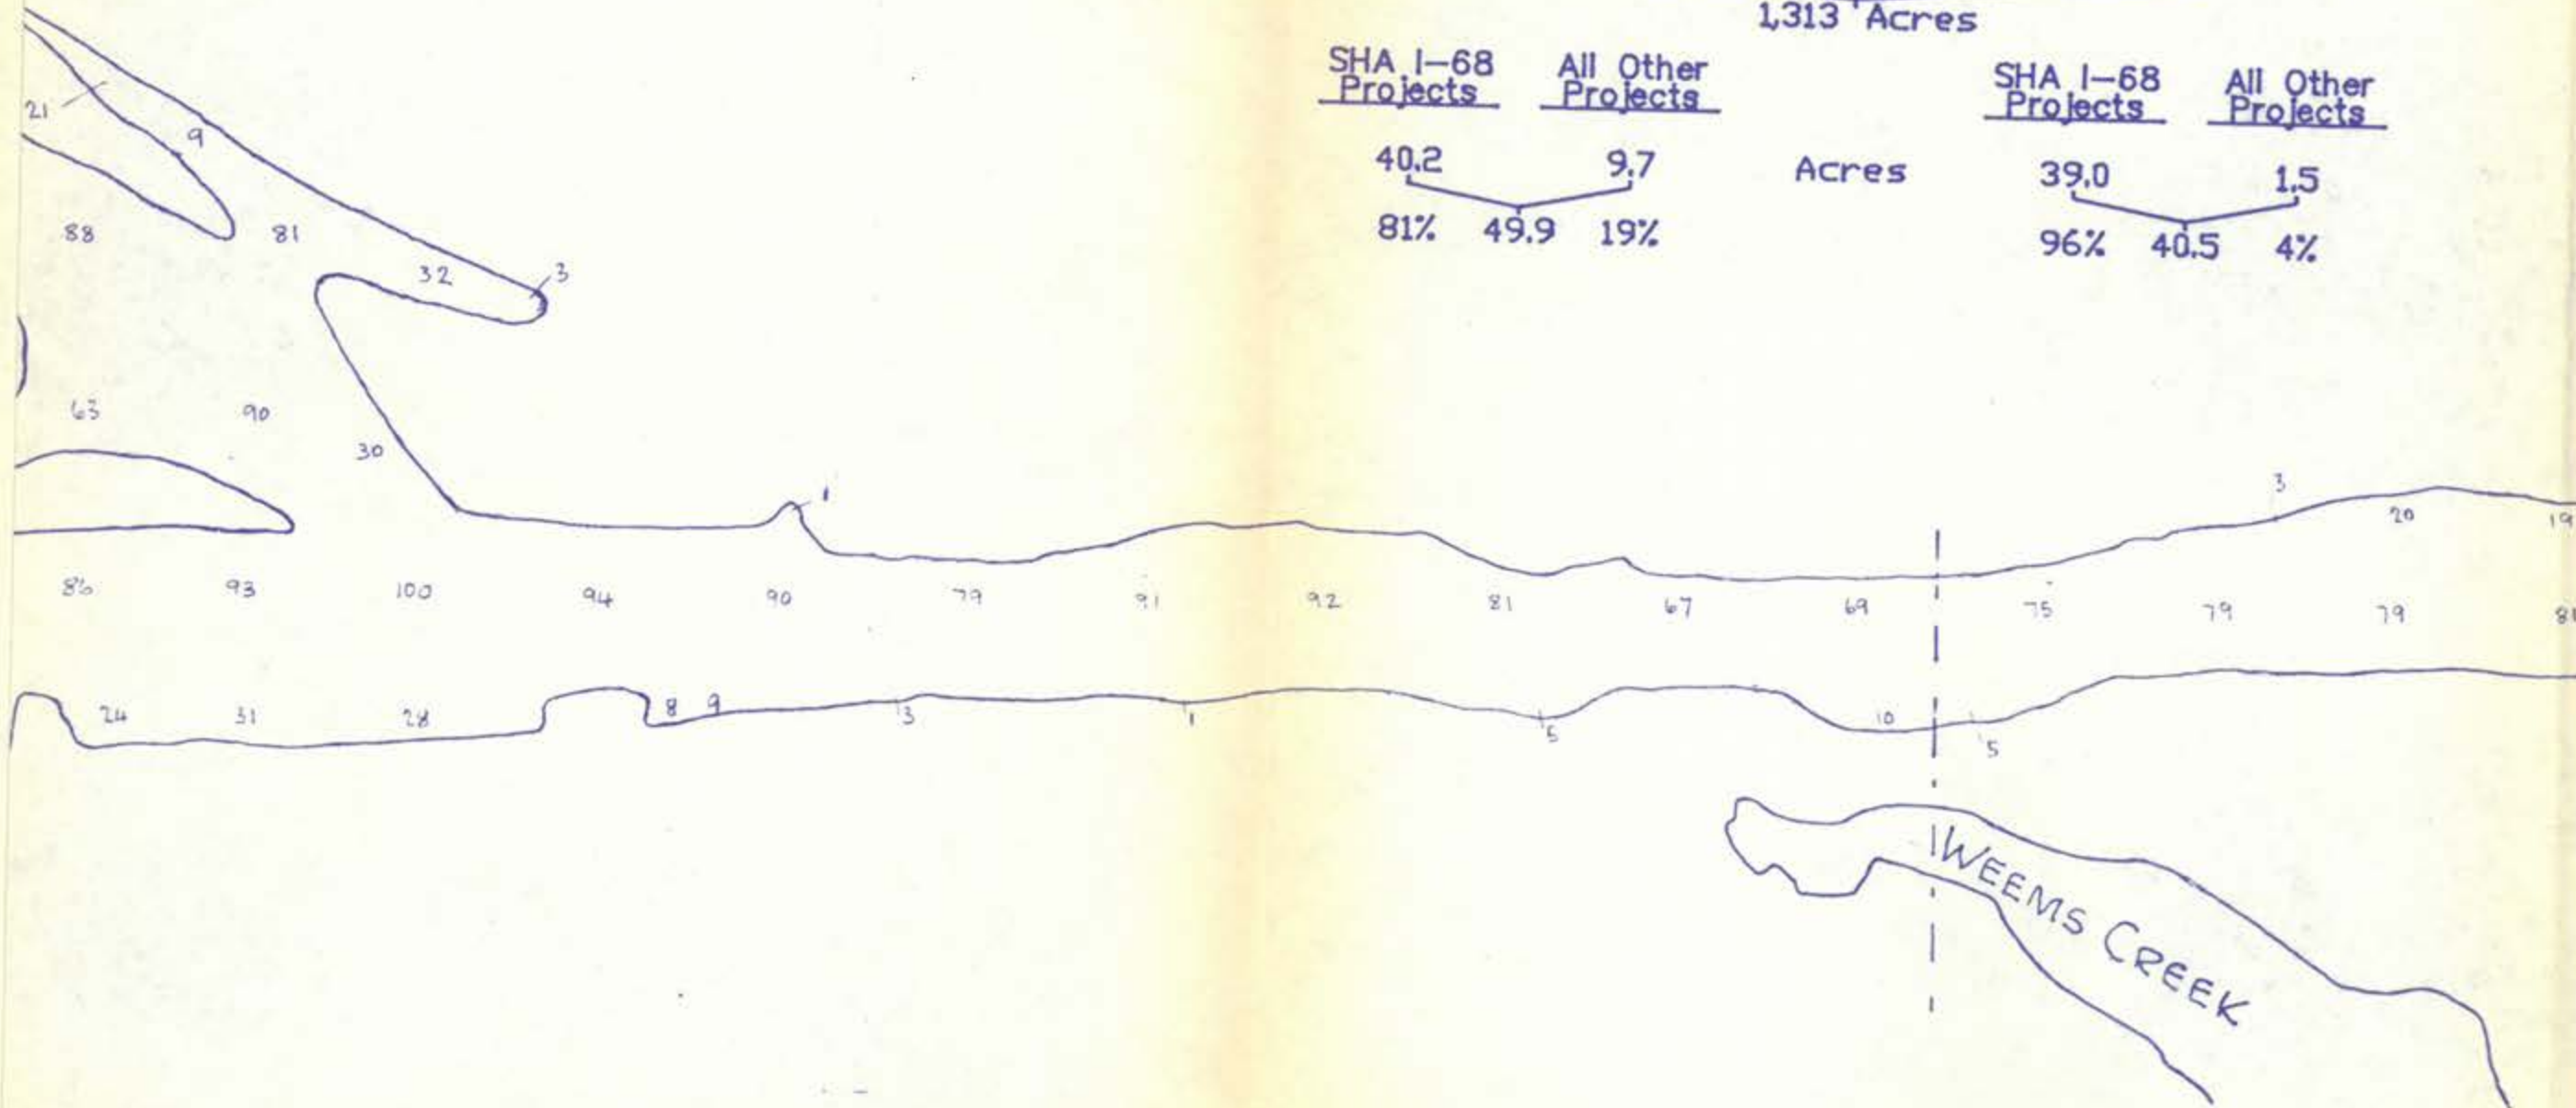 1,313 Acres
SHA I-68 Projects All Other Projects SHA I-68 Projects All Other Projects
40.2 9.7 Acres 39.0 1.5
81% 49.9 19% 96% 40.5 4%
21
9
88 81
32 3
63 90
30
1 3
20 19
86 93 100 94 90 79 91 92 81 67 69 75 79 79
24 31 28 8 9 3 1 5 10 5
WEEMS CREEK